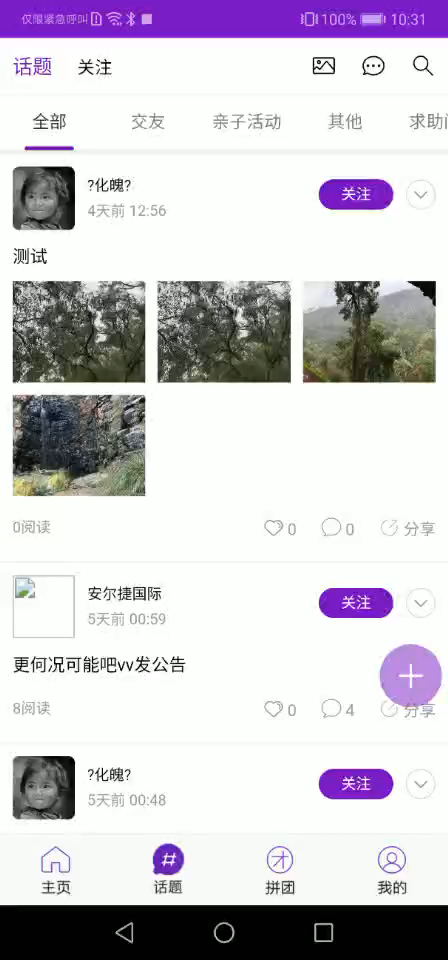 仅限紧急呼叫 100% 10:31
话题 关注
全部 交友 亲子活动 其他 求助
?化魄?
4天前 12:56
关注
测试
0阅读 0 0 分享
安尔捷国际
5天前 00:59
关注
更何况可能吧vv发公告
8阅读 0 4 分享
?化魄?
5天前 00:48
关注
主页 话题 拼团 我的